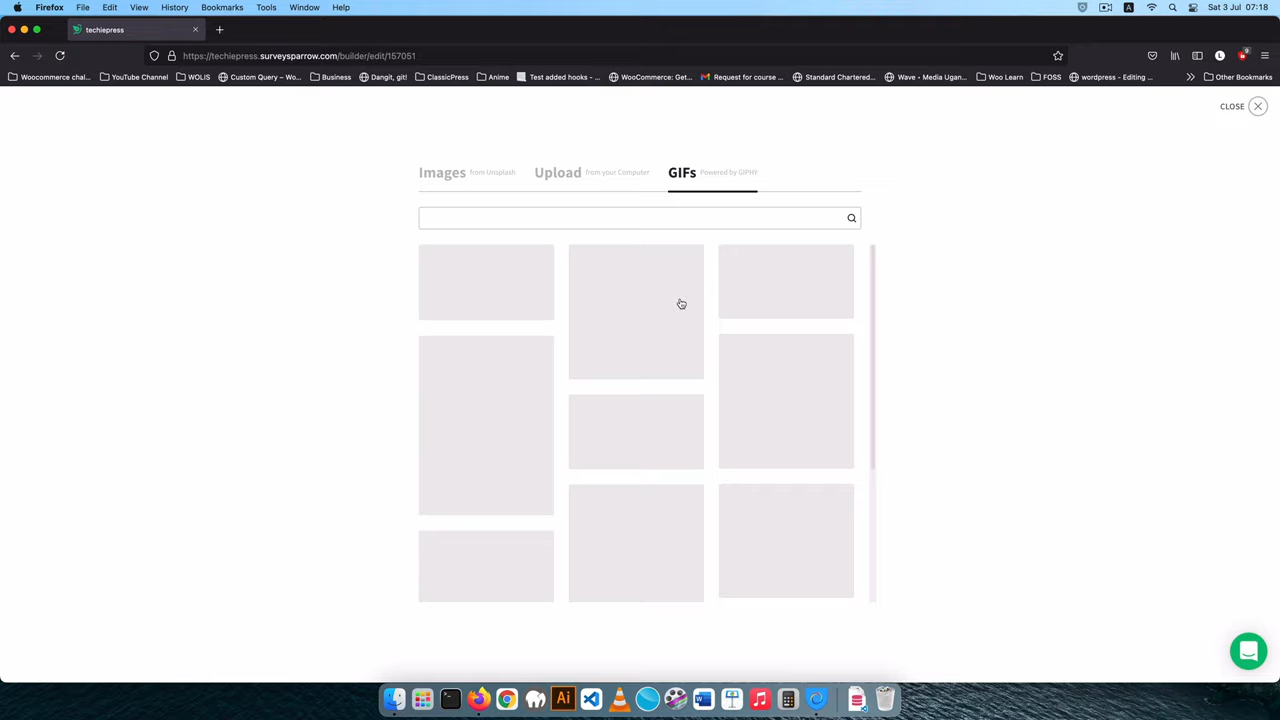 Firefox File Edit View History Bookmarks Tools Window Help A Sat 3 Jul 07:18
techiepress
https://techiepress.surveysparrow.com/builder/edit/157051 L 9
Woocommerce chal... YouTube Channel WOLIS Custom Query – Wo... Business Dangit, git! ClassicPress Anime Test added hooks - ... WooCommerce: Get... Request for course ... Standard Chartered... Wave • Media Ugan... Woo Learn FOSS wordpress - Editing ... Other Bookmarks
CLOSE
Images from Unsplash Upload from your Computer GIFs Powered by GIPHY
Ai W